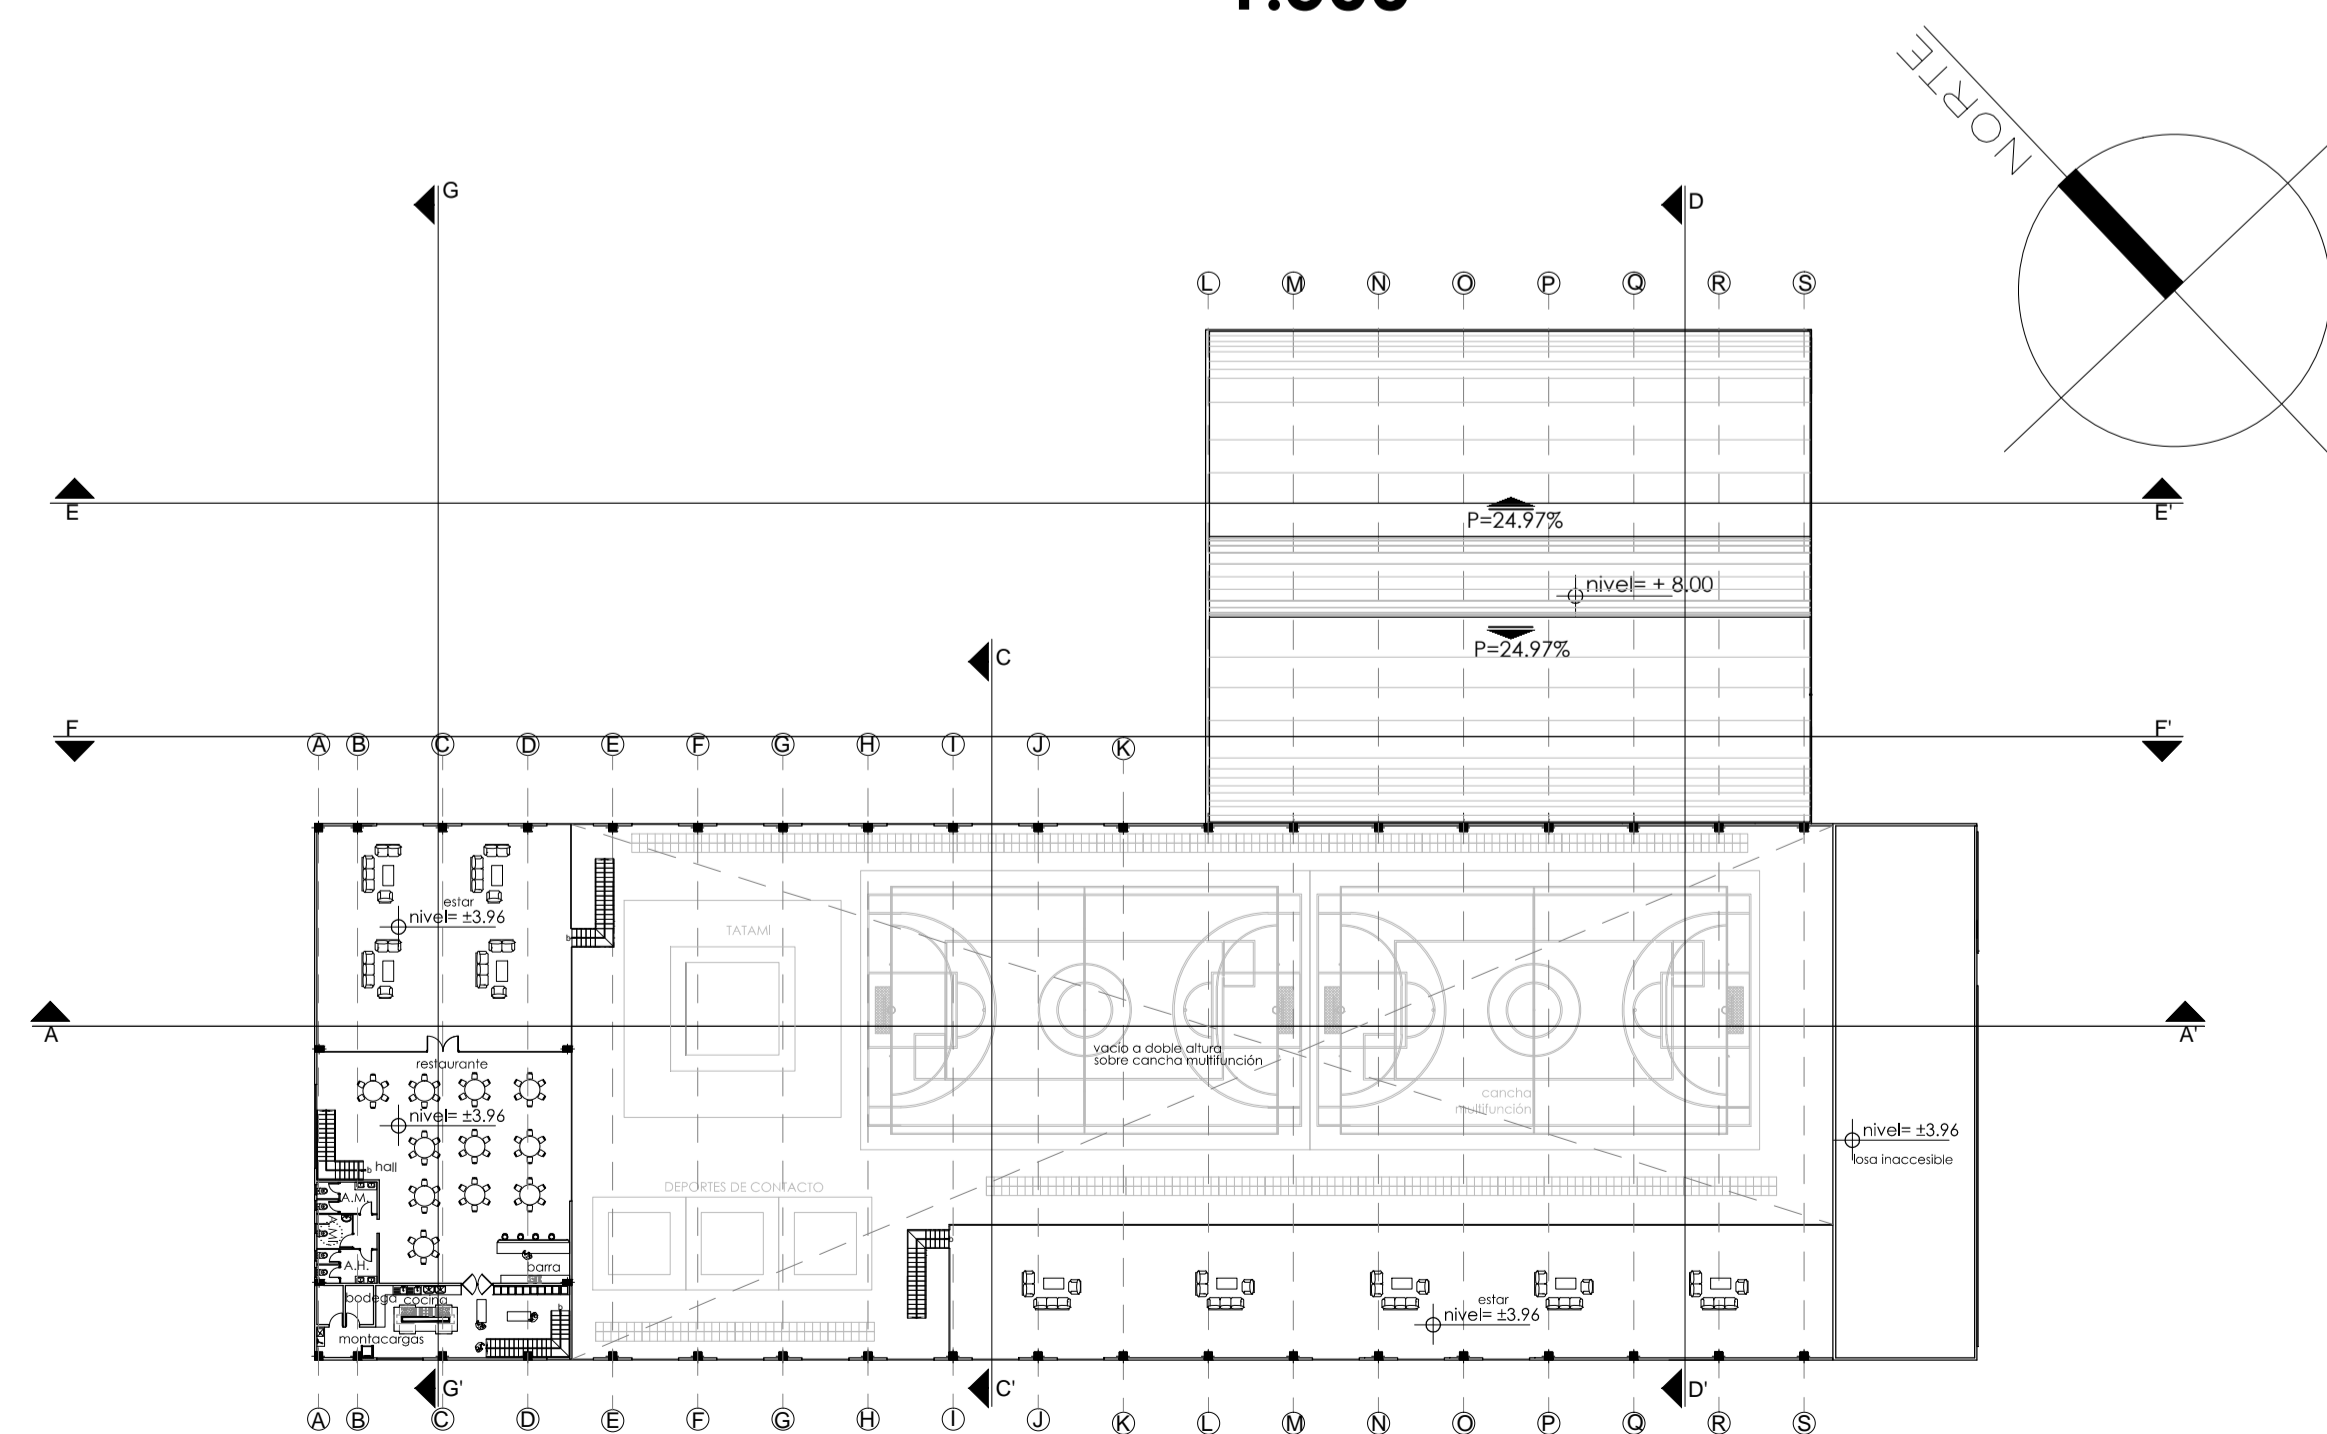 NORTE
G
D
L M N O P Q R S
E
P=24.97%
E'
nivel= + 8.00
P=24.97%
C
F
F'
A B C D E F G H I J K
TATAMI
estar
nivel= ±3.96
A
A'
vacio a doble altura
sobre cancha multifunción
restaurante
nivel= ±3.96
cancha
multifunción
nivel= ±3.96
losa inaccesible
b hall
A.M.
DEPORTES DE CONTACTO
A.H.
barra
bodega cocina
montacargas
estar
nivel= ±3.96
G'
C'
D'
A B C D E F G H I J K L M N O P Q R S